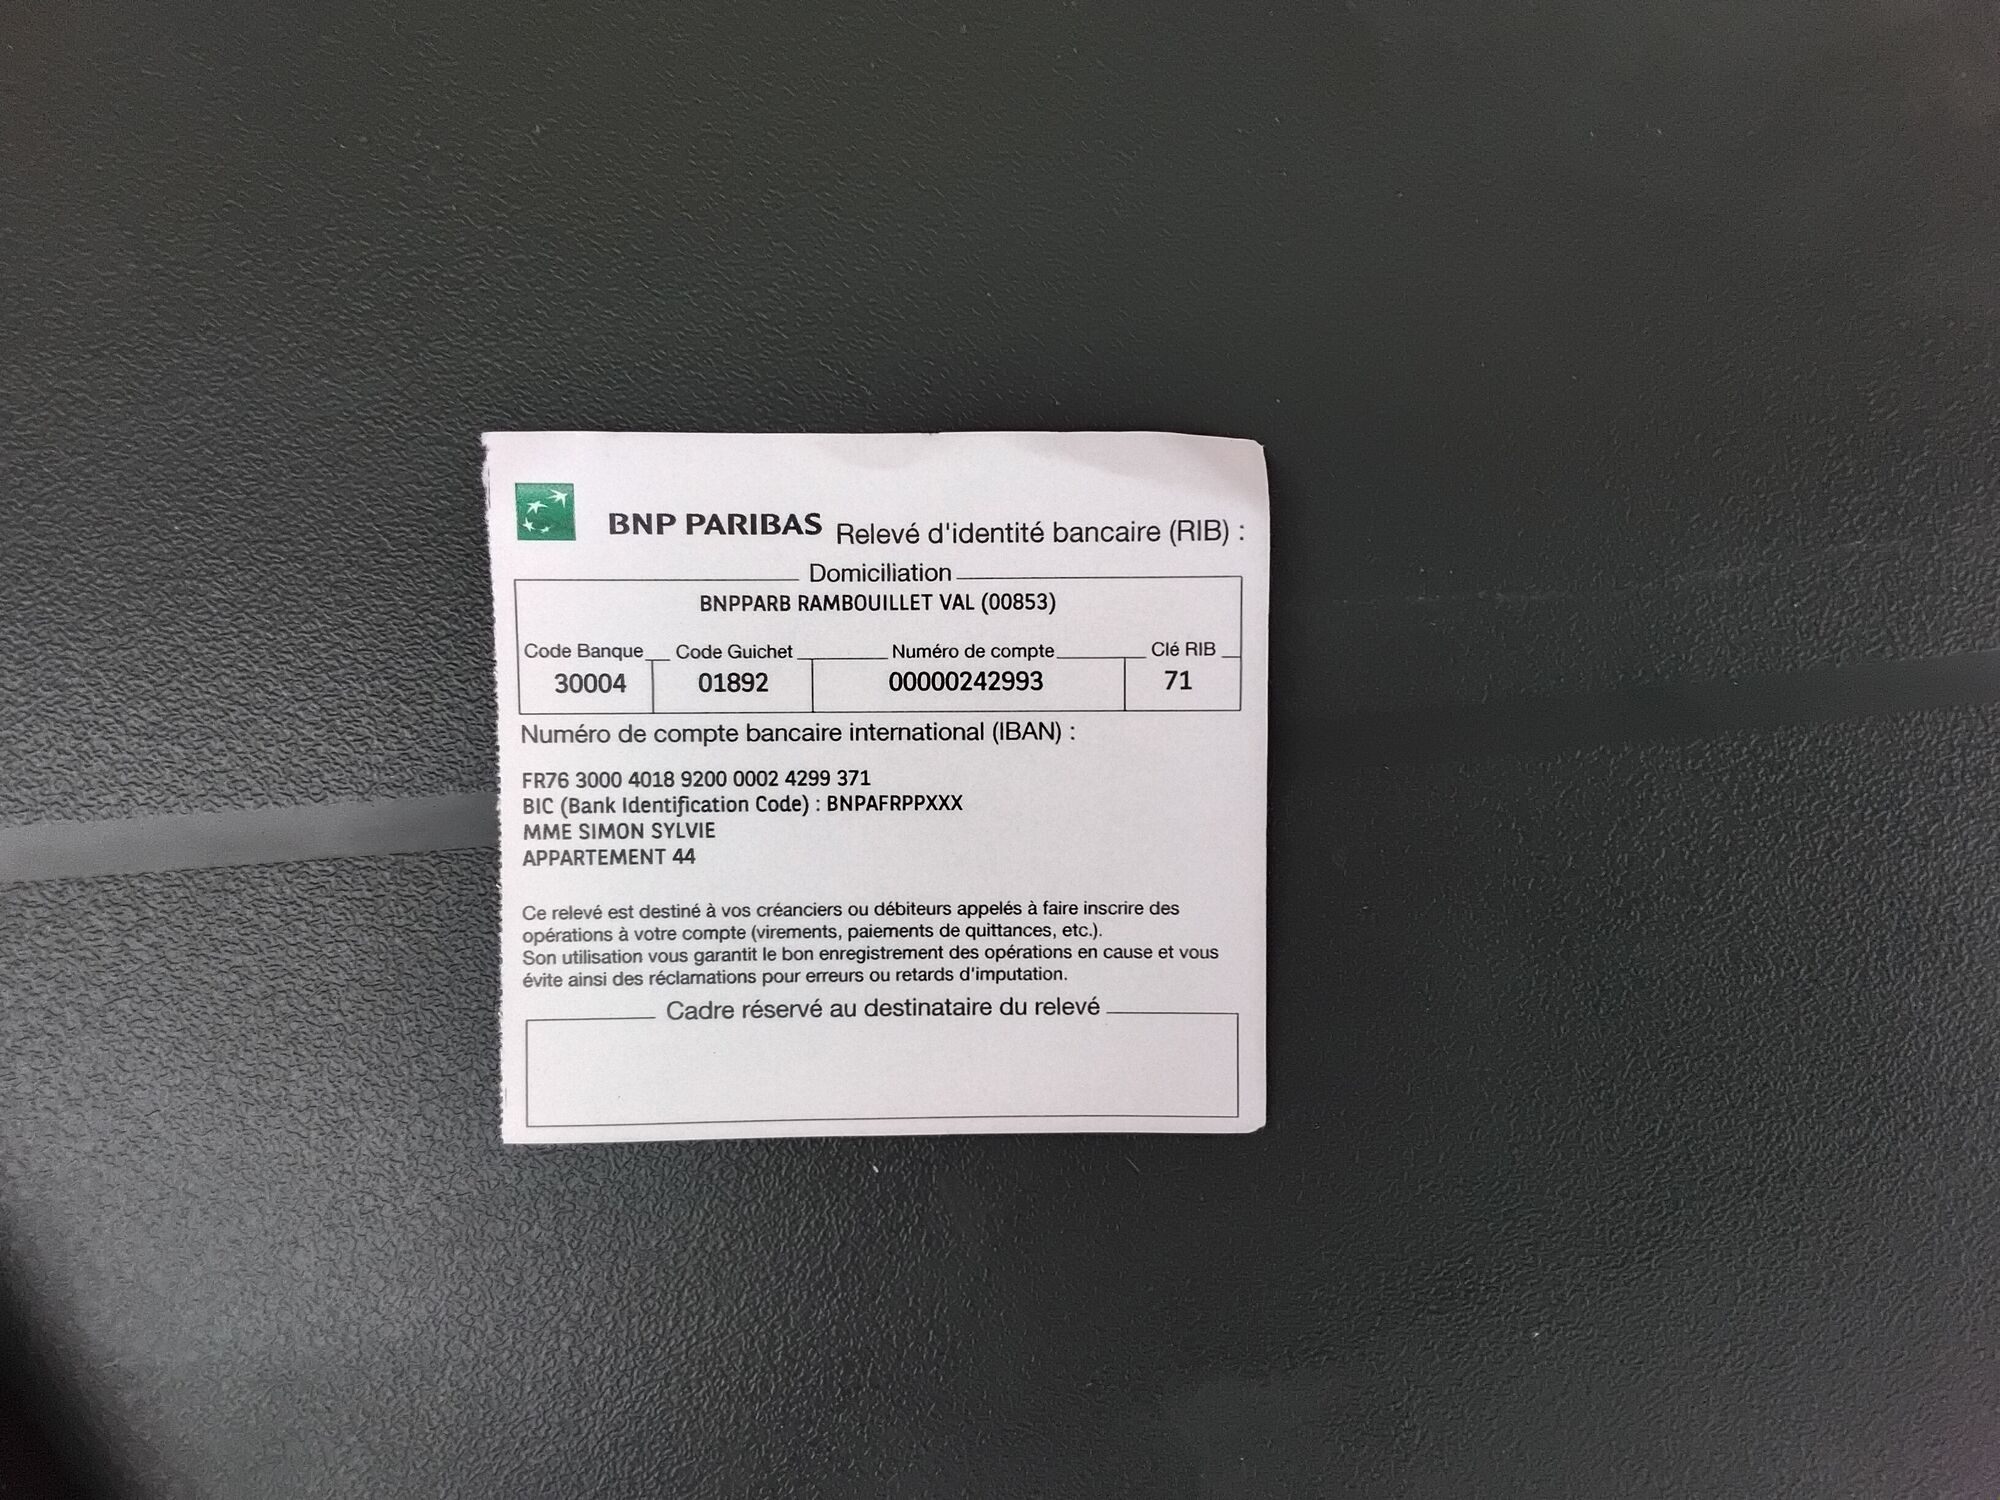 BNP PARIBAS Relevé d'identité bancaire (RIB) :
Domiciliation
BNPPARB RAMBOUILLET VAL (00853)
Code Banque Code Guichet Numéro de compte Clé RIB
30004 01892 00000242993 71
Numéro de compte bancaire international (IBAN) :
FR76 3000 4018 9200 0002 4299 371
BIC (Bank Identification Code) : BNPAFRPPXXX
MME SIMON SYLVIE
APPARTEMENT 44
Ce relevé est destiné à vos créanciers ou débiteurs appelés à faire inscrire des
opérations à votre compte (virements, paiements de quittances, etc.).
Son utilisation vous garantit le bon enregistrement des opérations en cause et vous
évite ainsi des réclamations pour erreurs ou retards d'imputation.
Cadre réservé au destinataire du relevé